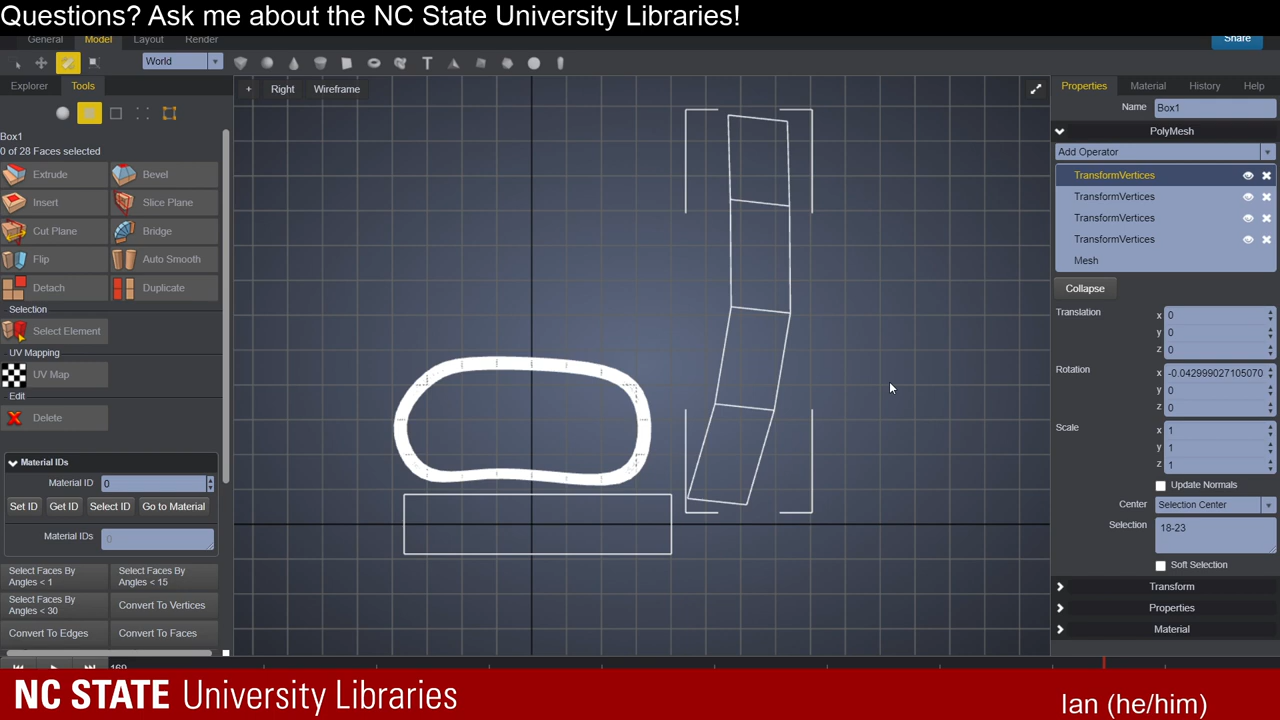 Questions? Ask me about the NC State University Libraries!
General Model Layout Render Share
World
Explorer Tools
+ Right Wireframe
Properties Material History Help
Name Box1
Box1
0 of 28 Faces selected
PolyMesh
Add Operator
Extrude Bevel
TransformVertices
Insert Slice Plane
TransformVertices
Cut Plane Bridge
TransformVertices
Flip Auto Smooth
TransformVertices
Mesh
Detach Duplicate
Collapse
Selection
Translation x 0
Select Element
y 0
z 0
UV Mapping
UV Map
Rotation x -0.042999027105070
y 0
Edit
z 0
Delete
Scale x 1
y 1
z 1
Material IDs
Material ID 0
Update Normals
Set ID Get ID Select ID Go to Material
Center Selection Center
Selection 18-23
Material IDs 0
Soft Selection
Select Faces By Angles < 1
Select Faces By Angles < 15
Transform
Select Faces By Angles < 30
Convert To Vertices
Properties
Convert To Edges Convert To Faces
Material
169
NC STATE University Libraries
Ian (he/him)